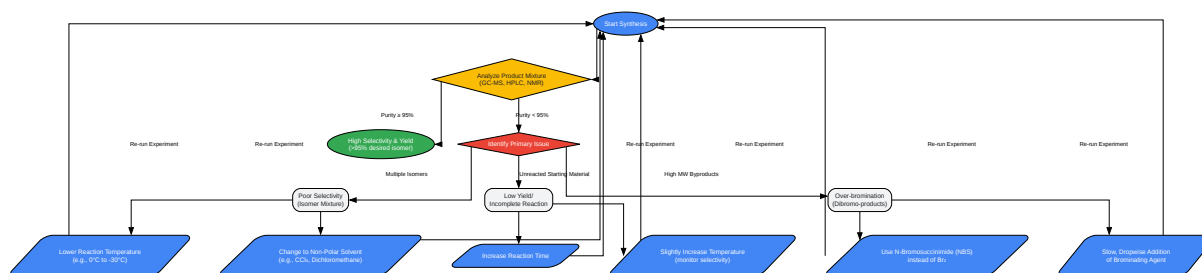 Start Synthesis
Analyze Product Mixture
(GC-MS, HPLC, NMR)
Purity ≥ 95%
Purity < 95%
Re-run Experiment
Re-run Experiment
High Selectivity & Yield
(>95% desired isomer)
Identify Primary Issue
Re-run Experiment
Re-run Experiment
Re-run Experiment
Re-run Experiment
Multiple Isomers
Unreacted Starting Material
High MW Byproducts
Poor Selectivity
(Isomer Mixture)
Low Yield/
Incomplete Reaction
Over-bromination
(Dibromo-products)
Lower Reaction Temperature
(e.g., 0°C to -30°C)
Change to Non-Polar Solvent
(e.g., CCl₄, Dichloromethane)
Increase Reaction Time
Slightly Increase Temperature
(monitor selectivity)
Use N-Bromosuccinimide (NBS)
instead of Br₂
Slow, Dropwise Addition
of Brominating Agent